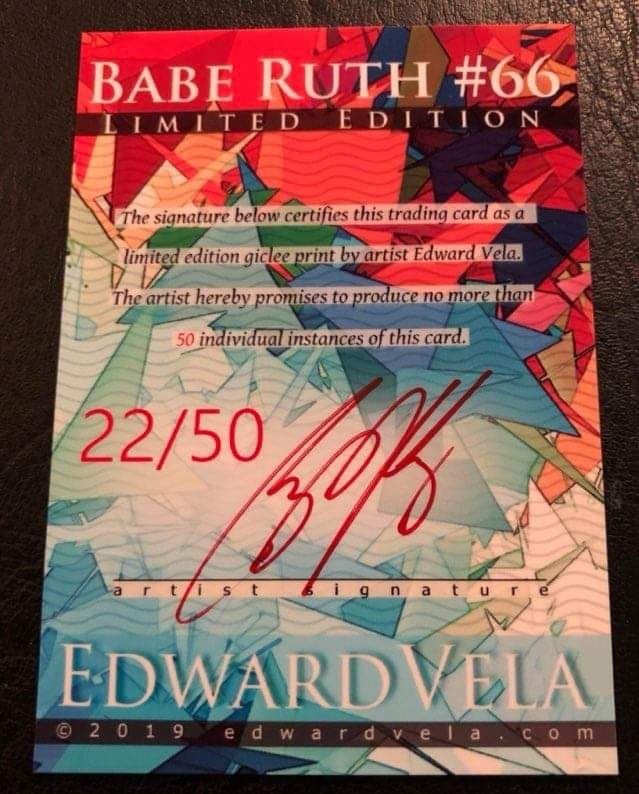 BABE RUTH #66
LIMITED EDITION
The signature below certifies this trading card as a
limited edition giclee print by artist Edward Vela.
The artist hereby promises to produce no more than
50 individual instances of this card.
22/50
artist signature
EDWARD VELA
© 2019 edwardvela.com